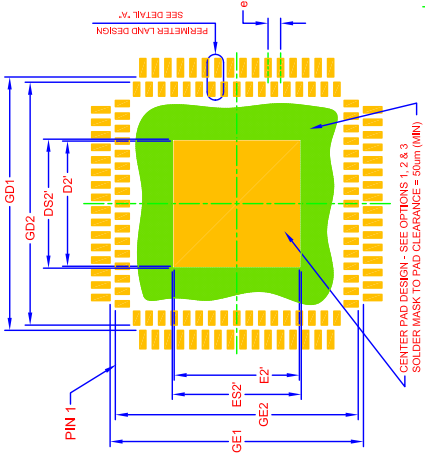 SEE DETAIL "A"
PERIMETER LAND DESIGN
e
GD1
GD2
DS2'
D2'
PIN 1
E2'
ES2'
GE2
GE1
CENTER PAD DESIGN - SEE OPTIONS 1, 2 & 3
SOLDER MASK TO PAD CLEARANCE = 50um (MIN)